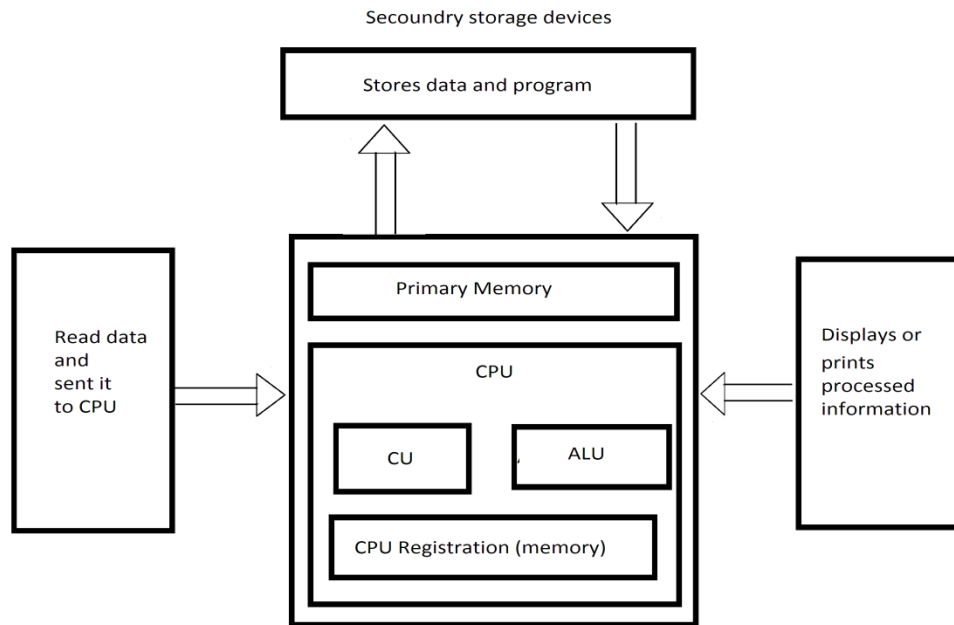 Secoundry storage devices
Stores data and program
Primary Memory
Read data
and
sent it
to CPU
CPU
CU
ALU
CPU Registration (memory)
Displays or
prints
processed
information